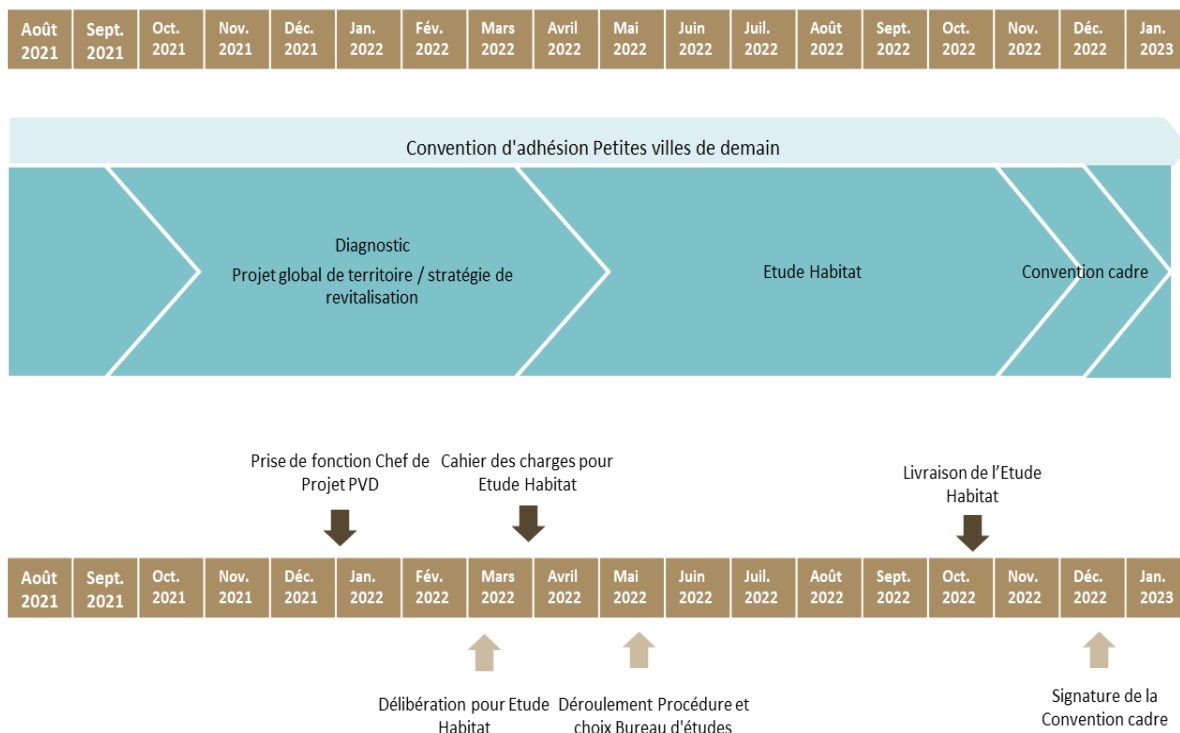 Août Sept. Oct. Nov. Déc. Jan. Fév. Mars Avril Mai Juin Juil. Août Sept. Oct. Nov. Déc. Jan.
2021 2021 2021 2021 2021 2022 2022 2022 2022 2022 2022 2022 2022 2022 2022 2022 2022 2023
Convention d'adhésion Petites villes de demain
Diagnostic
Projet global de territoire / stratégie de
revitalisation
Etude Habitat
Convention cadre
Prise de fonction Chef de
Projet PVD
Cahier des charges pour
Etude Habitat
Livraison de l’Etude
Habitat
Août Sept. Oct. Nov. Déc. Jan. Fév. Mars Avril Mai Juin Juil. Août Sept. Oct. Nov. Déc. Jan.
2021 2021 2021 2021 2021 2022 2022 2022 2022 2022 2022 2022 2022 2022 2022 2022 2022 2023
Délibération pour Etude
Habitat
Déroulement Procédure et
choix Bureau d'études
Signature de la
Convention cadre